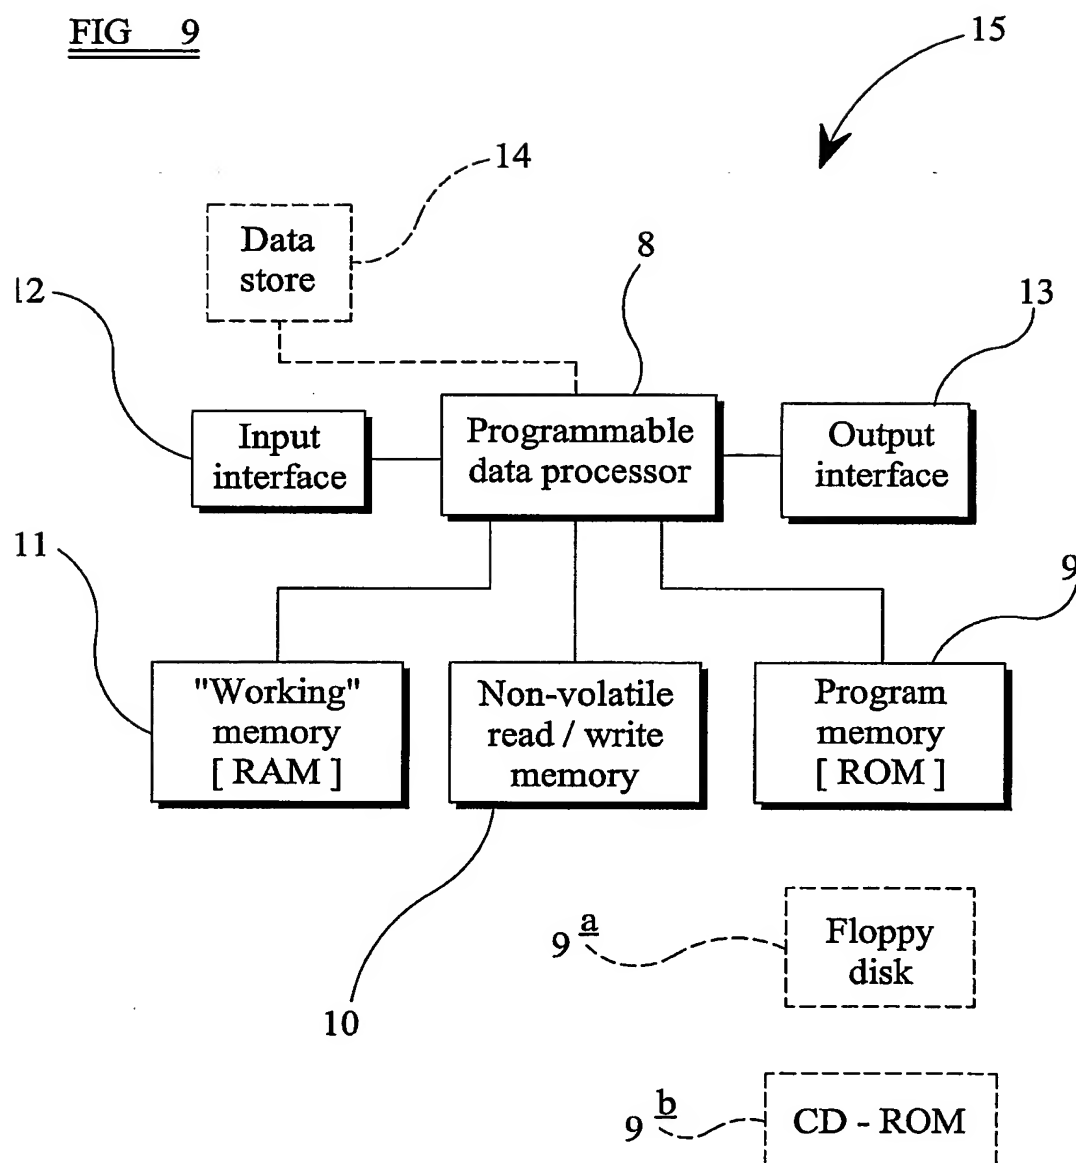 FIG 9
15
14
Data
store
8
12
13
Input
interface
Programmable
data processor
Output
interface
11
9
"Working"
memory
[ RAM ]
Non-volatile
read / write
memory
Program
memory
[ ROM ]
9 a
Floppy
disk
10
9 b
CD - ROM